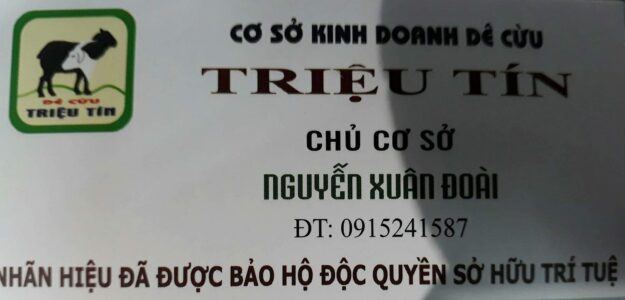 CƠ SỞ KINH DOANH DÊ CỪU
TRIỆU TÍN
DÊ CỪU
TRIỆU TÍN
CHỦ CƠ SỞ
NGUYỄN XUÂN ĐOÀI
ĐT: 0915241587
NHÃN HIỆU ĐÃ ĐƯỢC BẢO HỘ ĐỘC QUYỀN SỞ HỮU TRÍ TUỆ